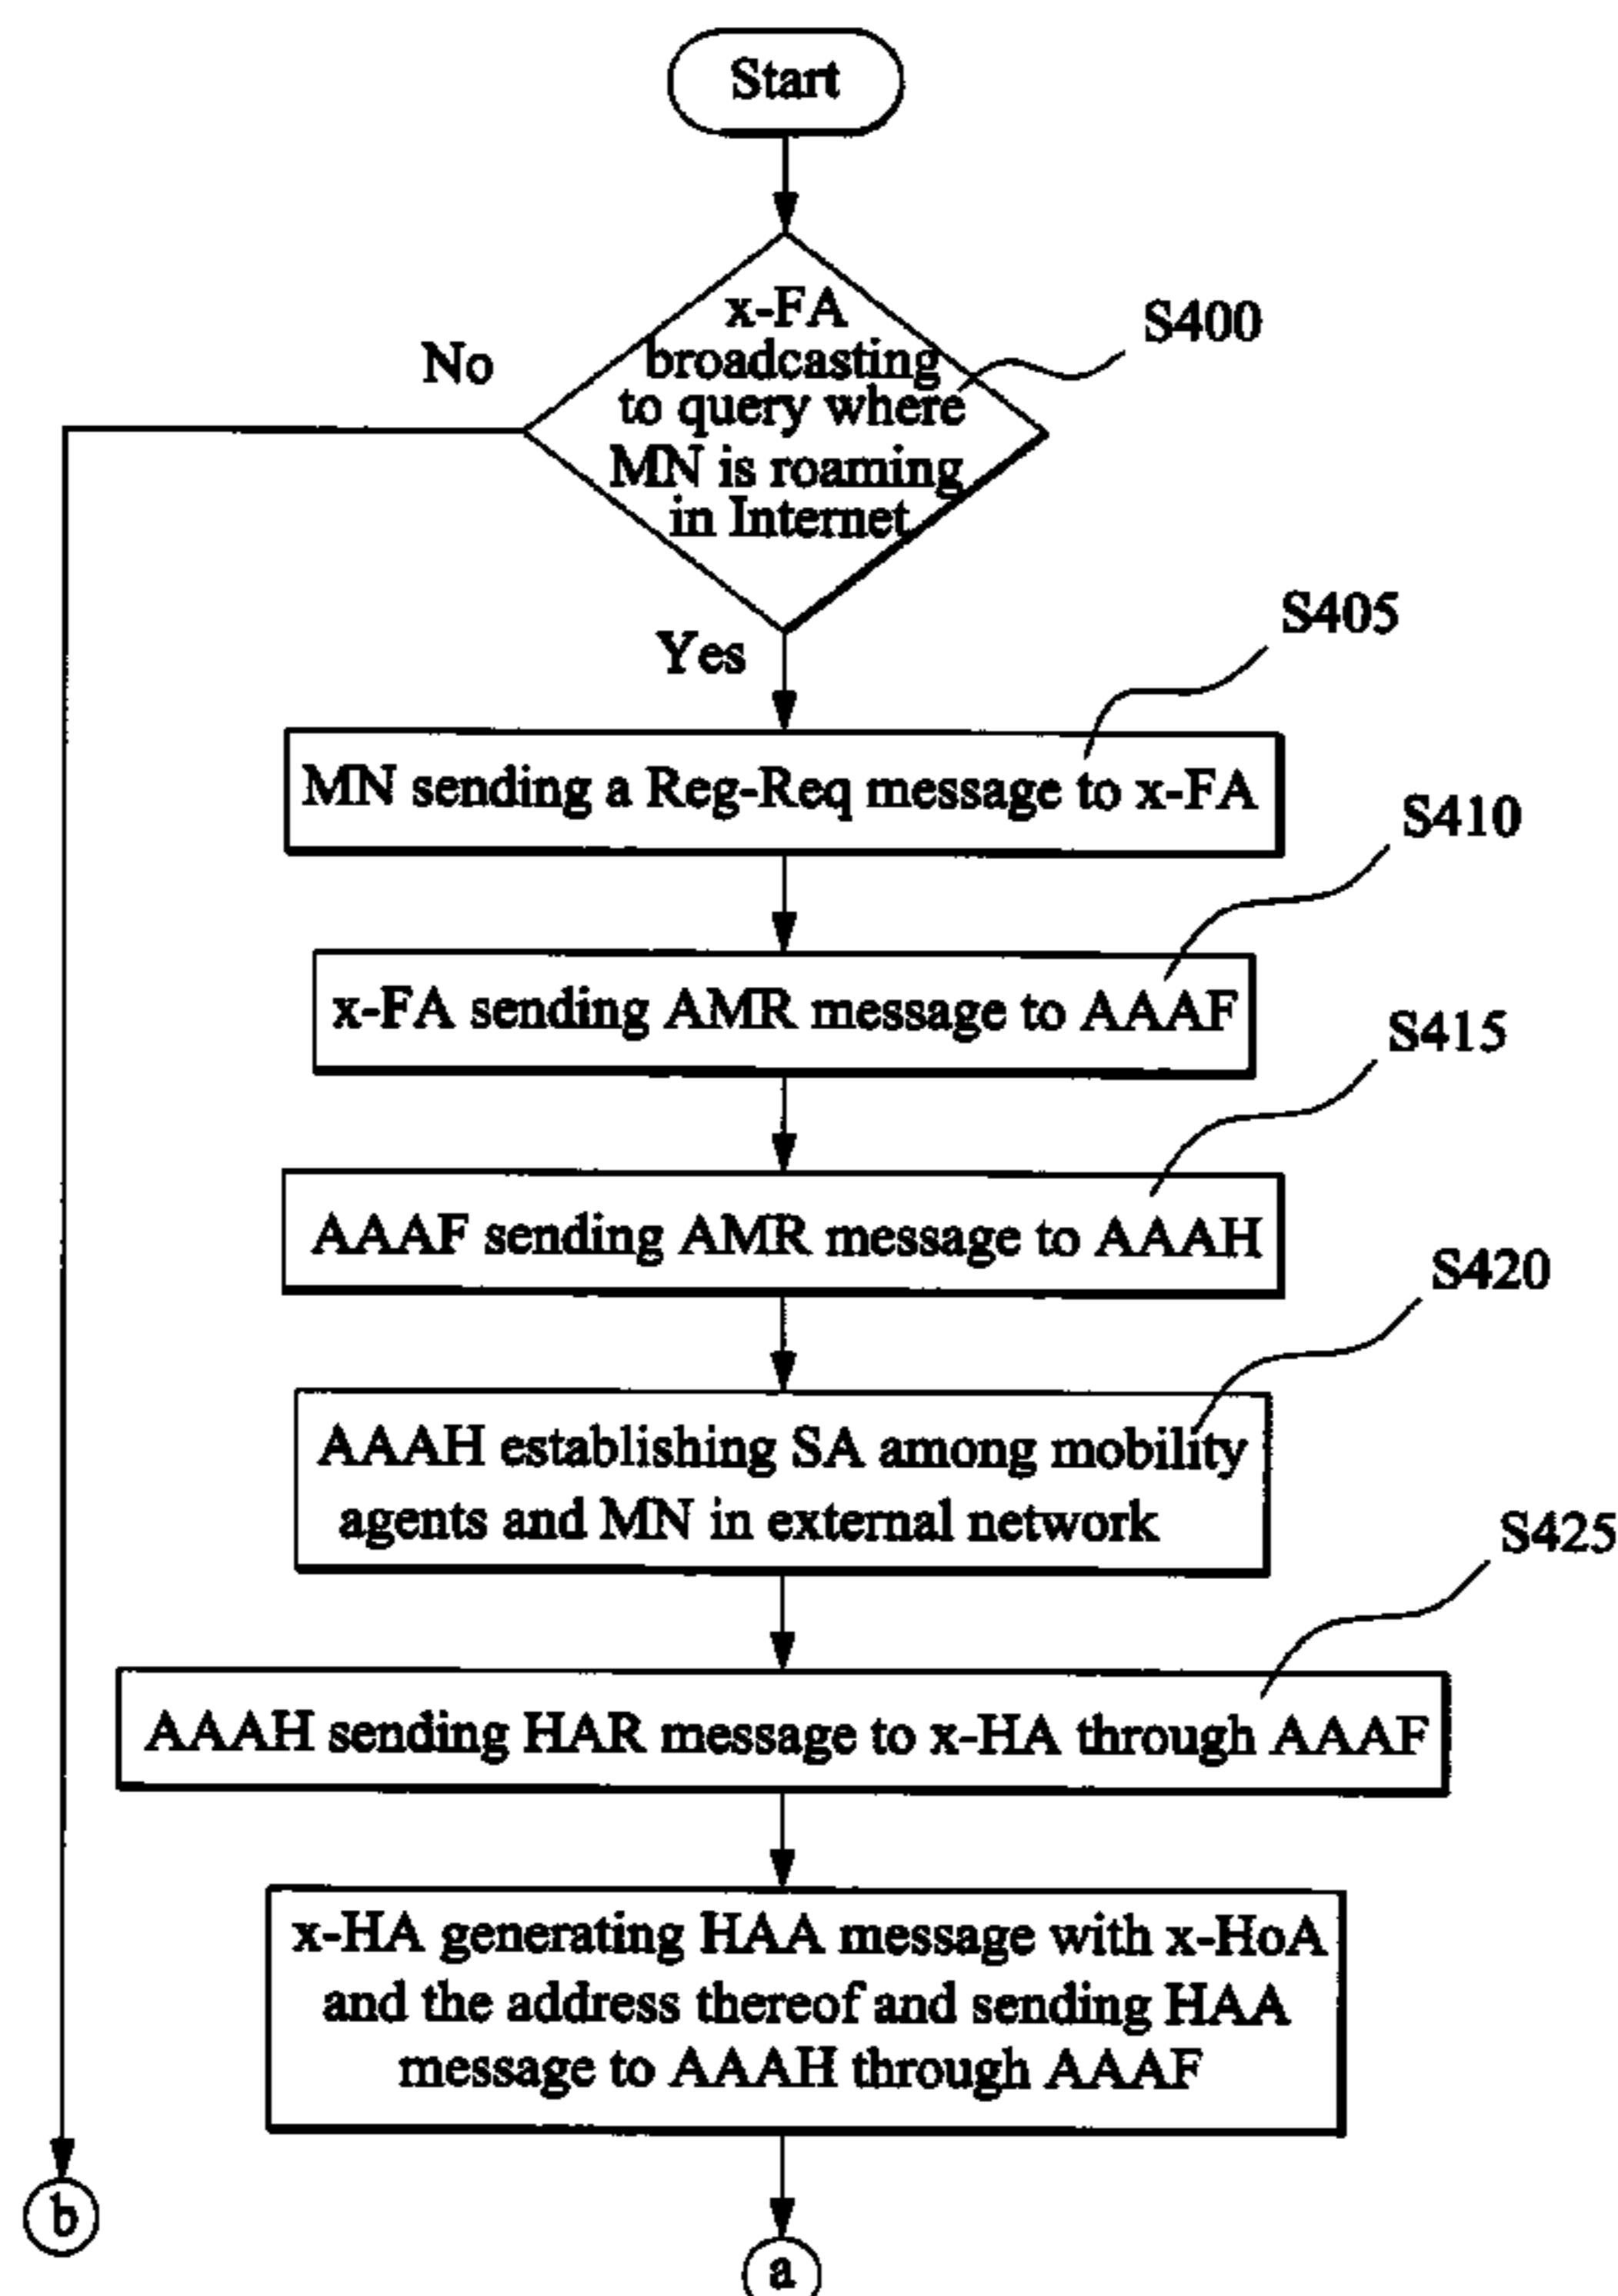 Start
x-FA
broadcasting
to query where
MN is roaming
in Internet
S400
No
Yes
S405
MN sending a Reg-Req message to x-FA
S410
x-FA sending AMR message to AAAF
S415
AAAF sending AMR message to AAAH
S420
AAAH establishing SA among mobility
agents and MN in external network
S425
AAAH sending HAR message to x-HA through AAAF
x-HA generating HAA message with x-HoA
and the address thereof and sending HAA
message to AAAH through AAAF
b
a